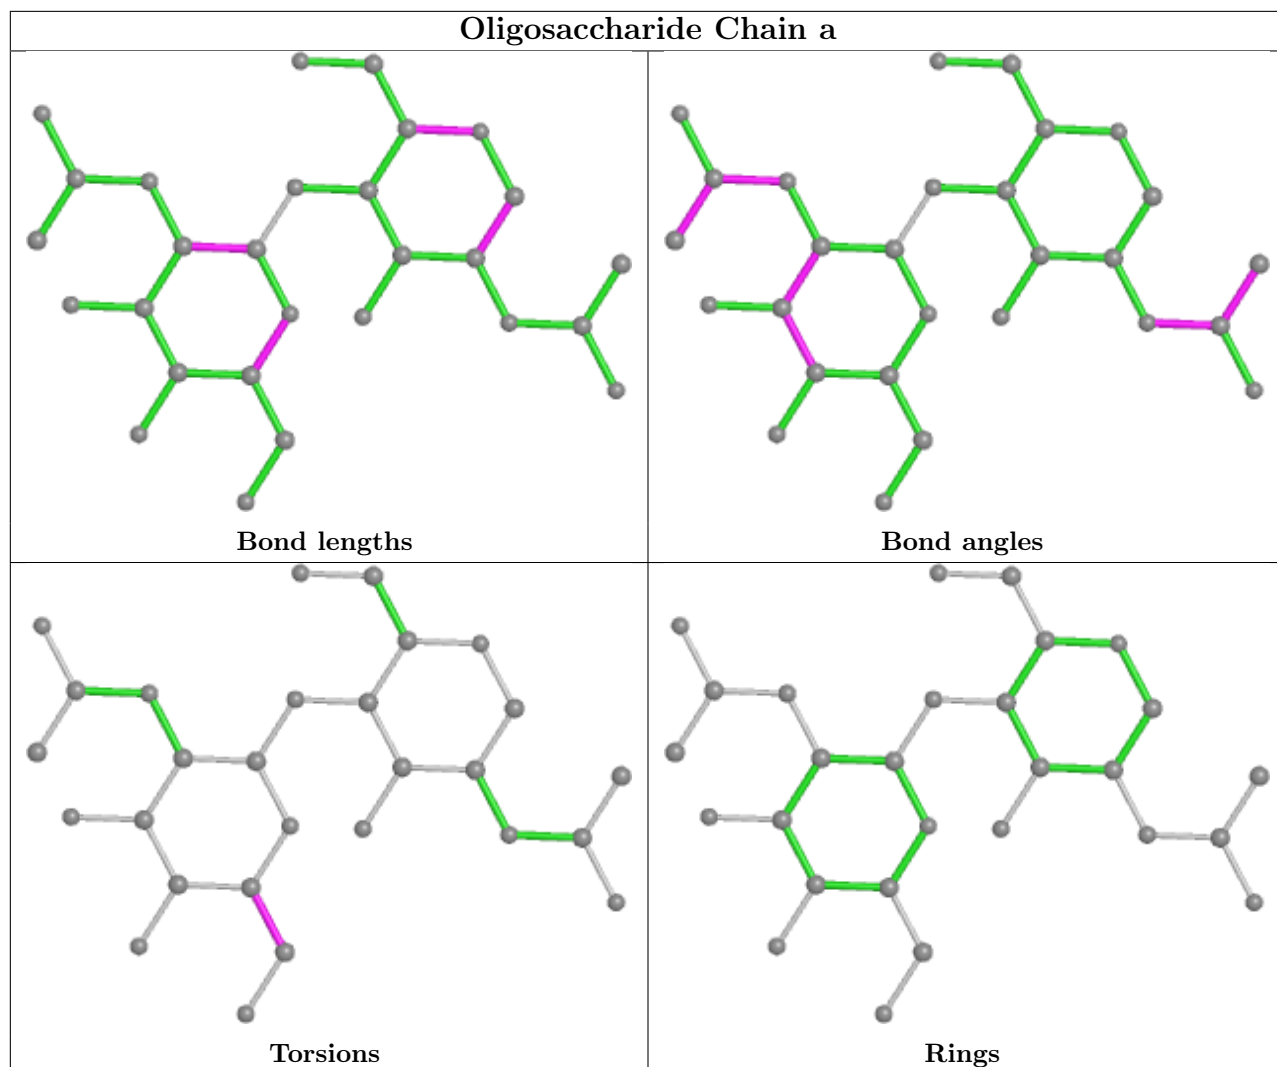 Oligosaccharide Chain a
Bond lengths
Bond angles
Torsions
Rings